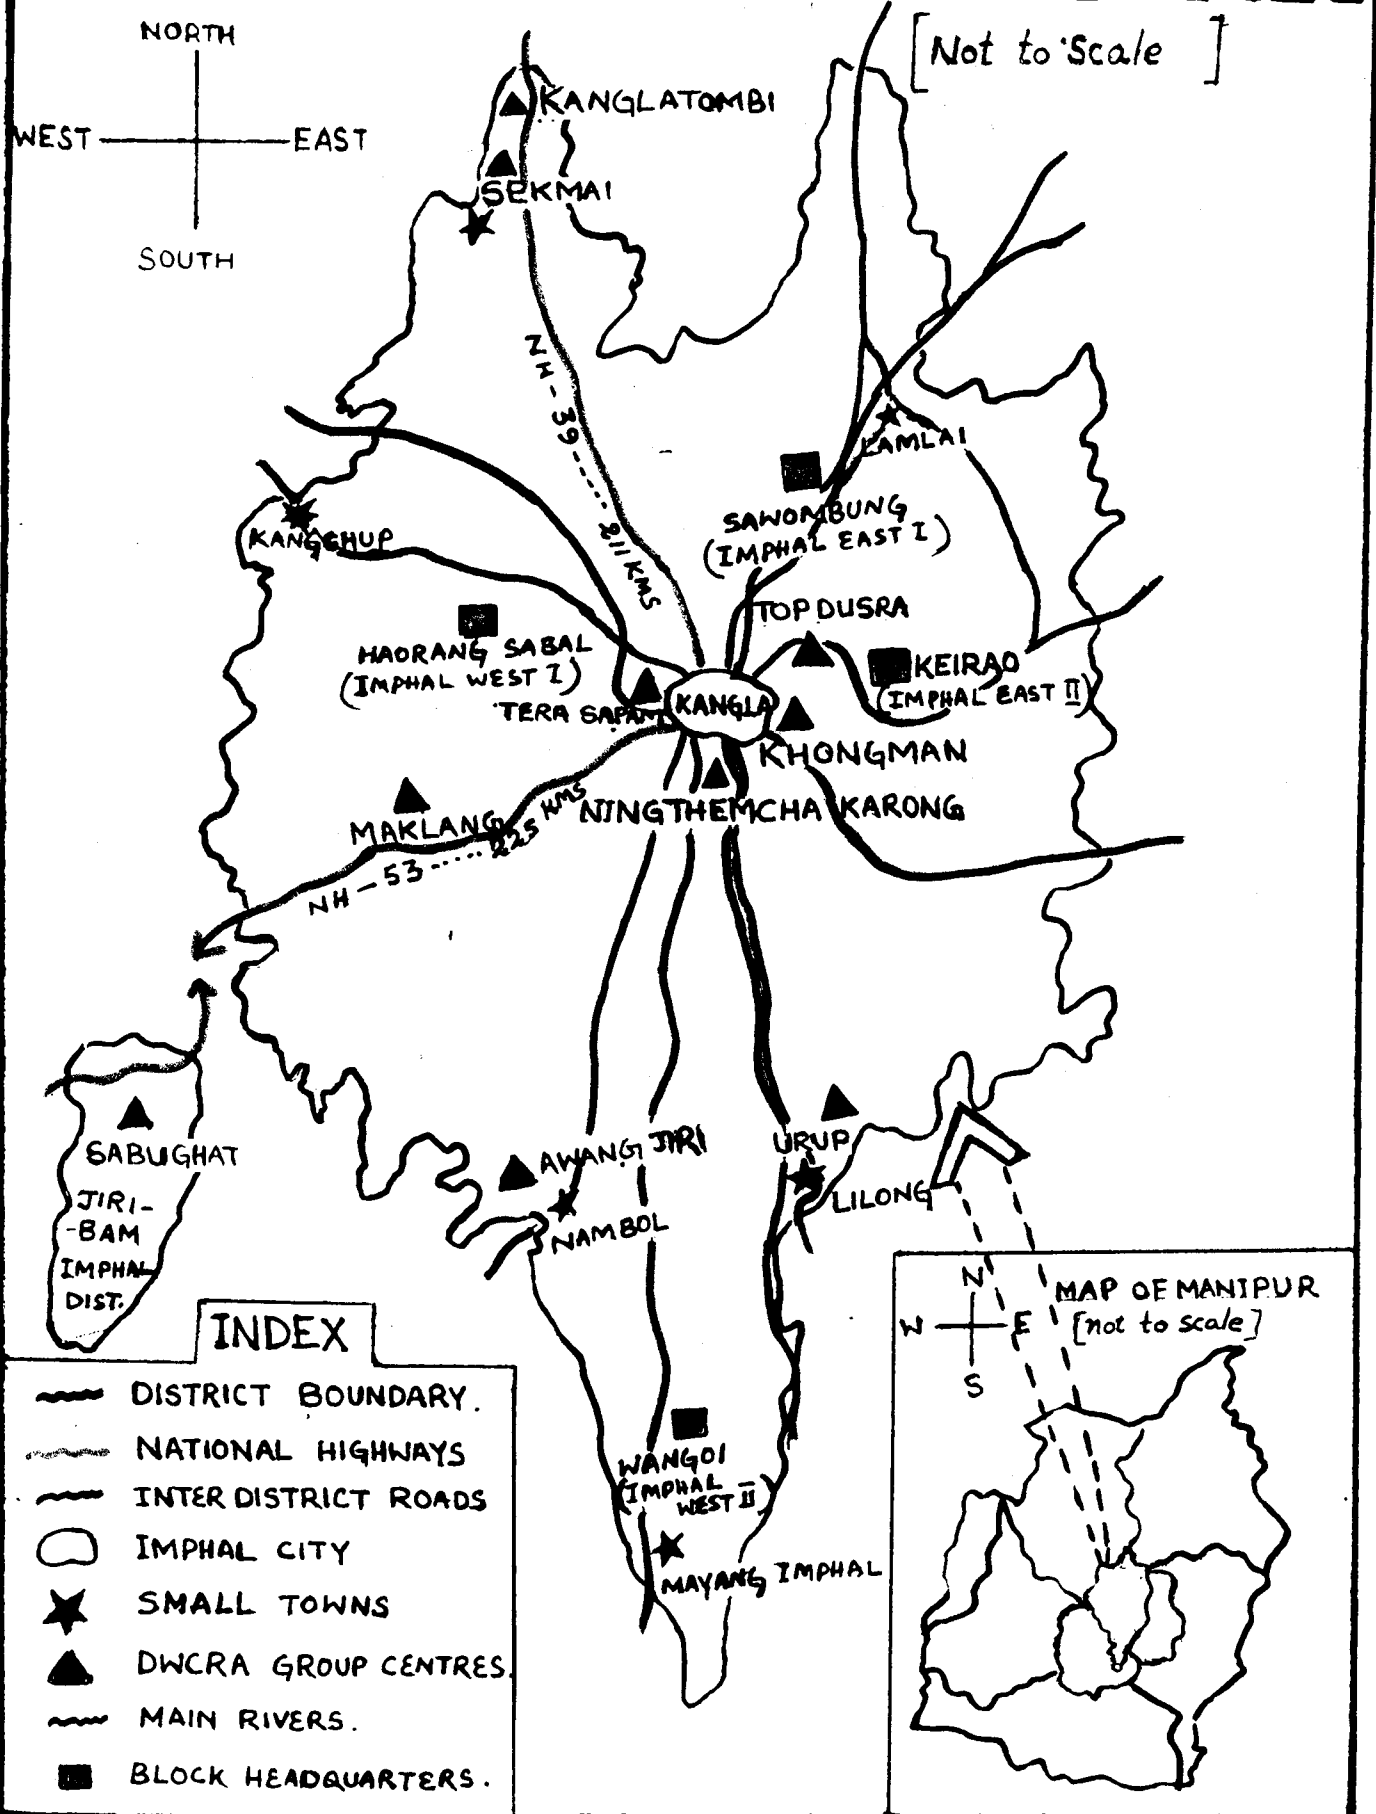 NORTH
[Not to Scale]
WEST
EAST
SOUTH
KANGLATOMBI
SEKMAI
NH - 39 ...... 211 KMS
LAMLAI
KANGCHUP
SAWOMBUNG
(IMPHAL EAST I)
TOP DUSRA
HAORANG SABAL
(IMPHAL WEST I)
KEIRAO
(IMPHAL EAST II)
TERA SAPAM
KANGLA
KHONGMAN
NINGTHEMCHA KARONG
MAKLANG
NH - 53 ..... 225 KMS
SABUGHAT
JIRI-
-BAM
IMPHAL
DIST.
AWANG JIRI
NAMBOL
URUP
LILONG
WANGOI
(IMPHAL
WEST II)
MAYANG IMPHAL
INDEX
DISTRICT BOUNDARY.
NATIONAL HIGHWAYS
INTER DISTRICT ROADS
IMPHAL CITY
SMALL TOWNS
DWCRA GROUP CENTRES.
MAIN RIVERS.
BLOCK HEADQUARTERS.
N
W
E
S
MAP OF MANIPUR
[not to scale]